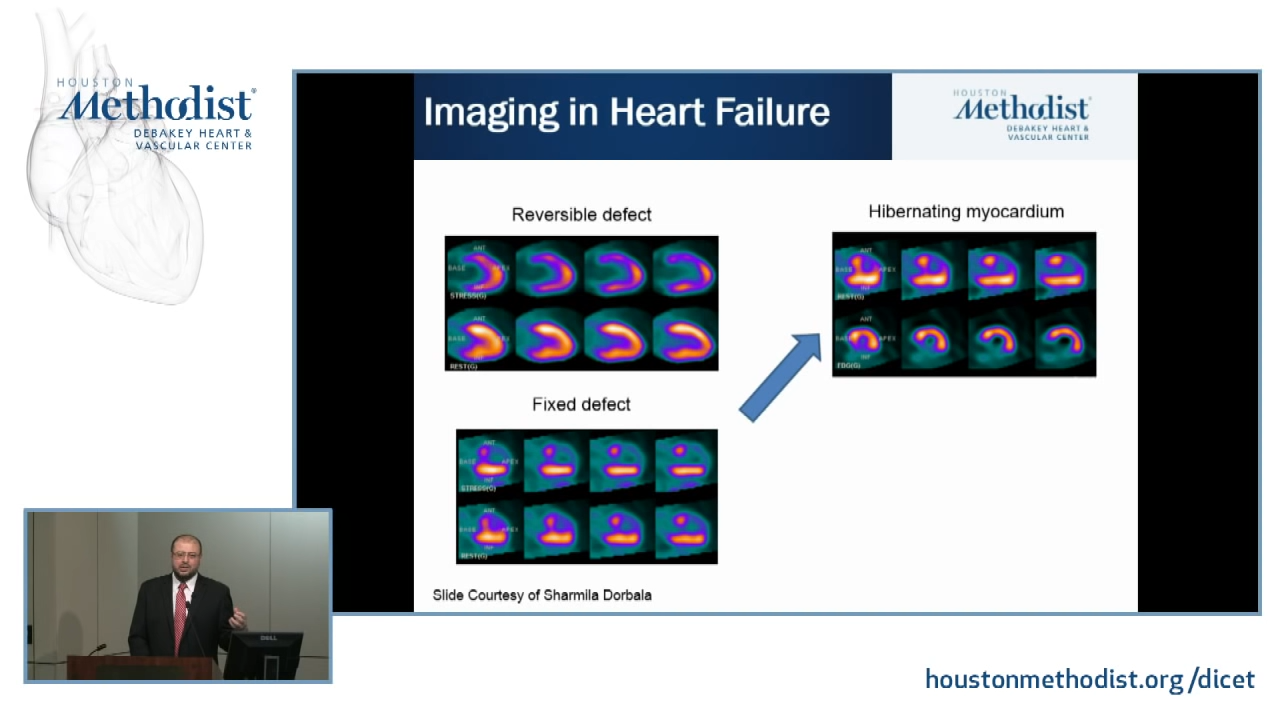 HOUSTON
Methodist®
DEBAKEY HEART &
VASCULAR CENTER
Imaging in Heart Failure
HOUSTON
Methodist
DEBAKEY HEART &
VASCULAR CENTER
Reversible defect
ANT
BASE APEX
INF
STRESS(G)
ANT
BASE APEX
INF
REST(G)
Hibernating myocardium
ANT
BASE APEX
INF
REST(G)
ANT
BASE APEX
INF
FDG(G)
Fixed defect
ANT
BASE APEX
INF
STRESS(G)
ANT
BASE APEX
INF
REST(G)
Slide Courtesy of Sharmila Dorbala
DELL
houstonmethodist.org/dicet